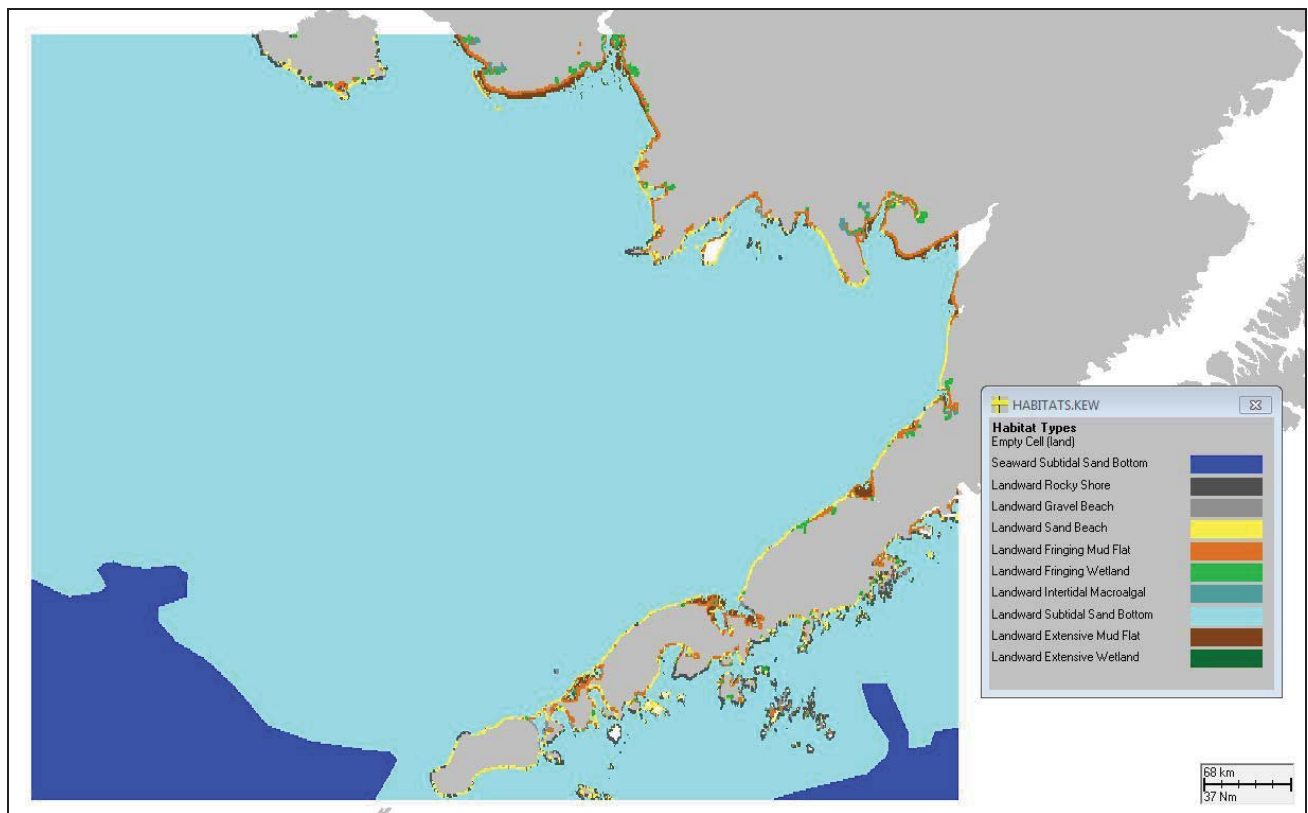 HABITATS.KEW
Habitat Types
Empty Cell (land)
Seaward Subtidal Sand Bottom
Landward Rocky Shore
Landward Gravel Beach
Landward Sand Beach
Landward Fringing Mud Flat
Landward Fringing Wetland
Landward Intertidal Macroalgal
Landward Subtidal Sand Bottom
Landward Extensive Mud Flat
Landward Extensive Wetland
68 km
37 Nm